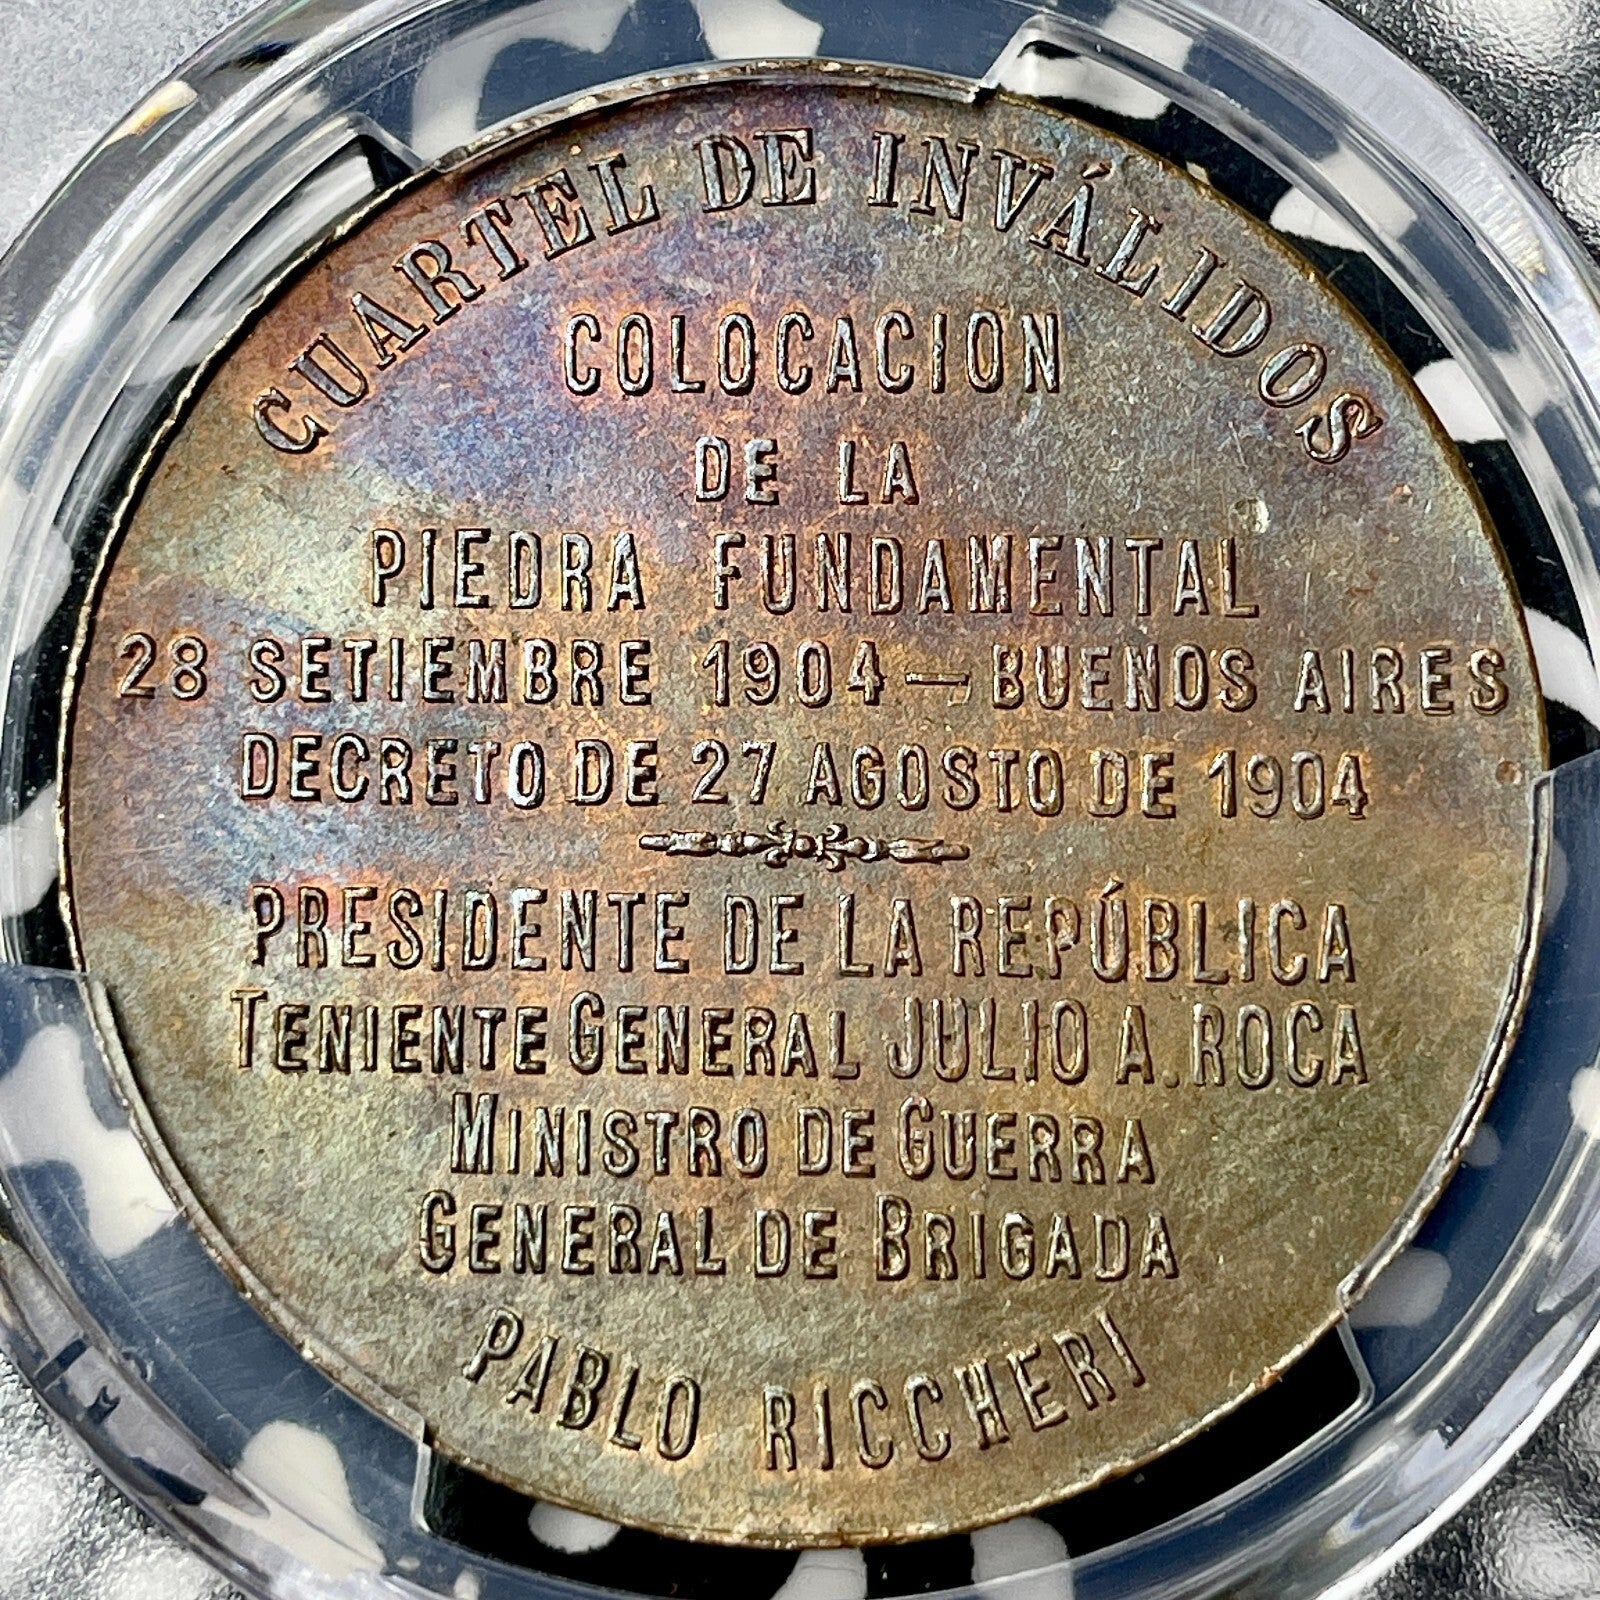 CUARTEL DE INVÁLIDOS
COLOCACION
DE LA
PIEDRA FUNDAMENTAL
28 SETIEMBRE 1904 — BUENOS AIRES
DECRETO DE 27 AGOSTO DE 1904
PRESIDENTE DE LA REPÚBLICA
TENIENTE GENERAL JULIO A. ROCA
MINISTRO DE GUERRA
GENERAL DE BRIGADA
PABLO RICCHERI